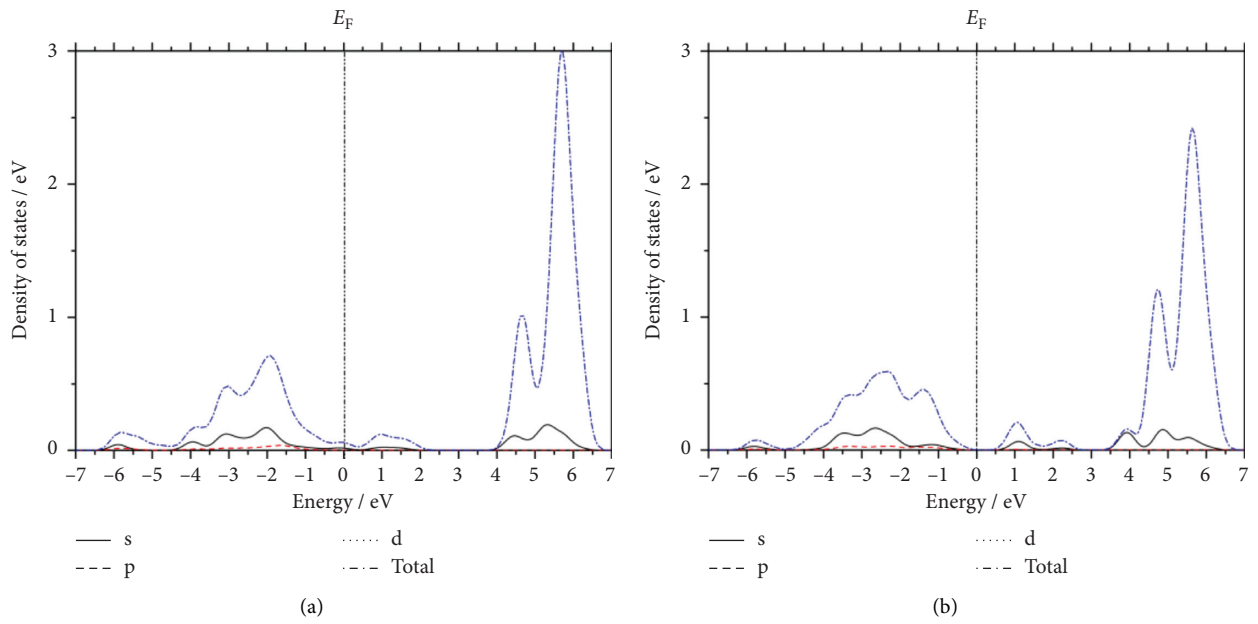 E_F
3
2
1
0
Density of states / eV
−7 −6 −5 −4 −3 −2 −1 0 1 2 3 4 5 6 7
Energy / eV
s
p
d
Total
(a)
E_F
3
2
1
0
Density of states / eV
−7 −6 −5 −4 −3 −2 −1 0 1 2 3 4 5 6 7
Energy / eV
s
p
d
Total
(b)